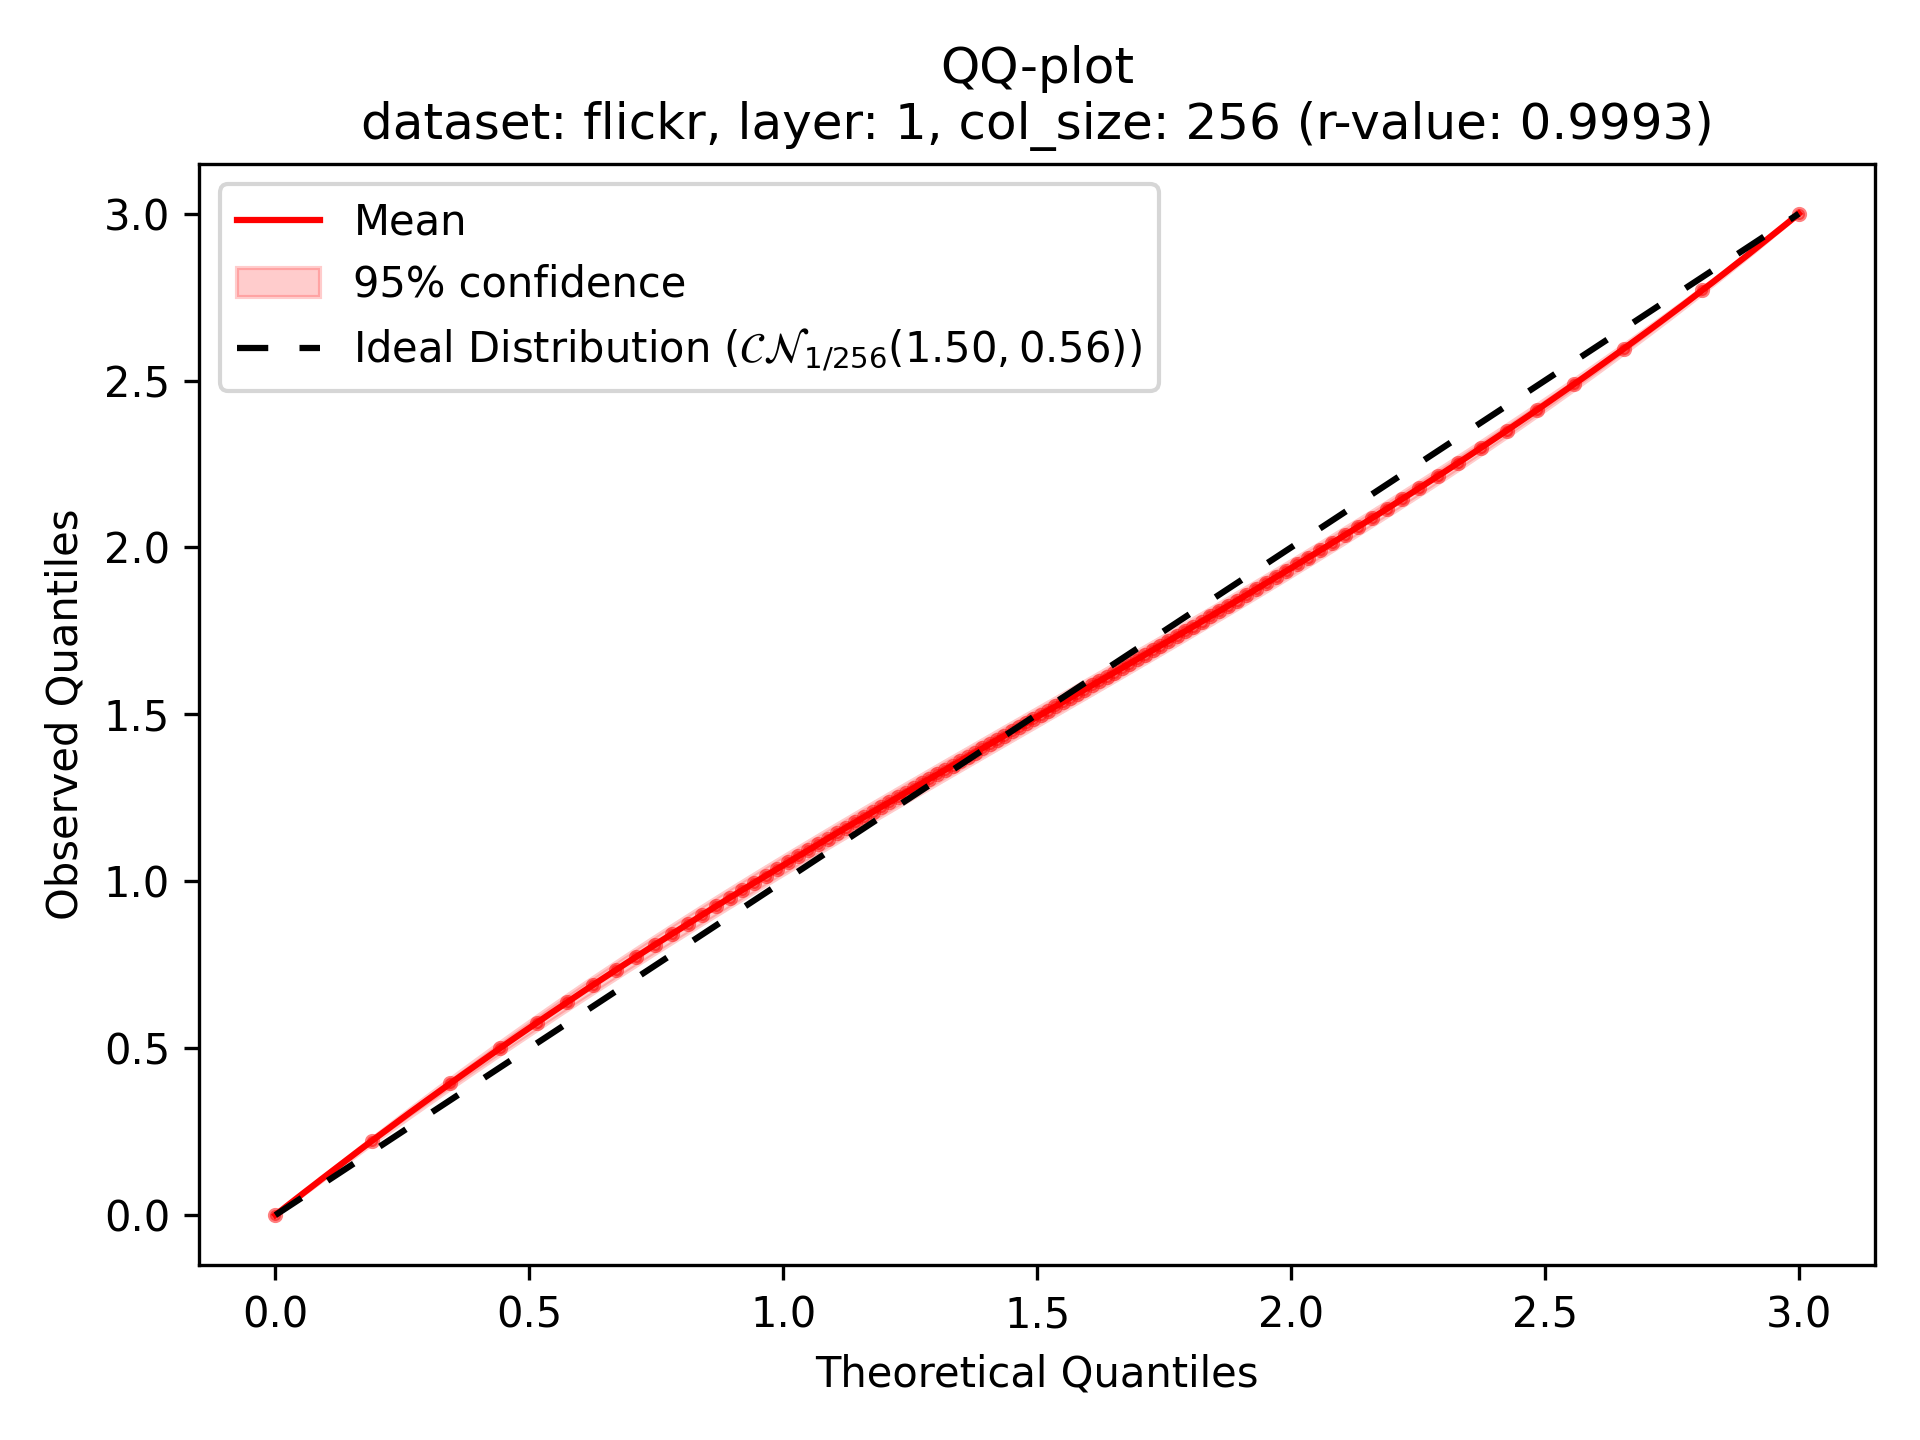 QQ-plot
dataset: flickr, layer: 1, col_size: 256 (r-value: 0.9993)
Mean
95% confidence
Ideal Distribution (𝒞𝒩₁/₂₅₆(1.50, 0.56))
3.0
2.5
2.0
1.5
1.0
0.5
0.0
Observed Quantiles
0.0 0.5 1.0 1.5 2.0 2.5 3.0
Theoretical Quantiles